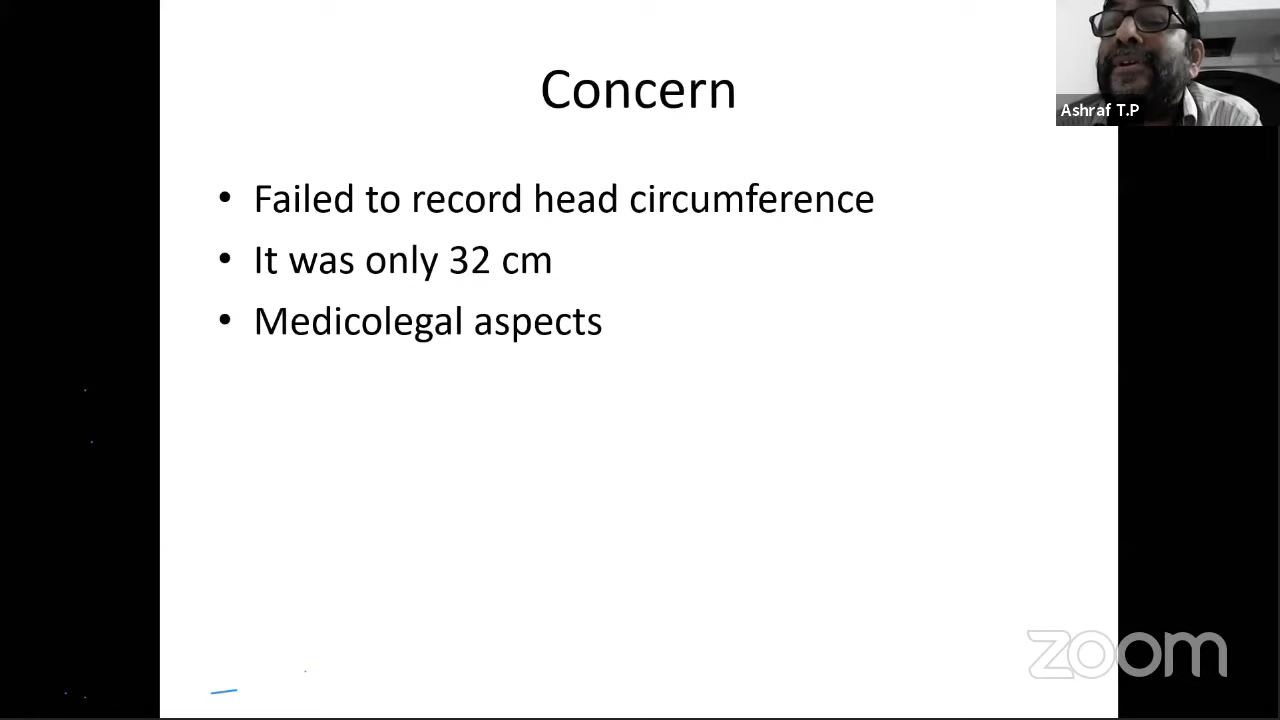 Concern
• Failed to record head circumference
• It was only 32 cm
• Medicolegal aspects
Ashraf T.P
zoom